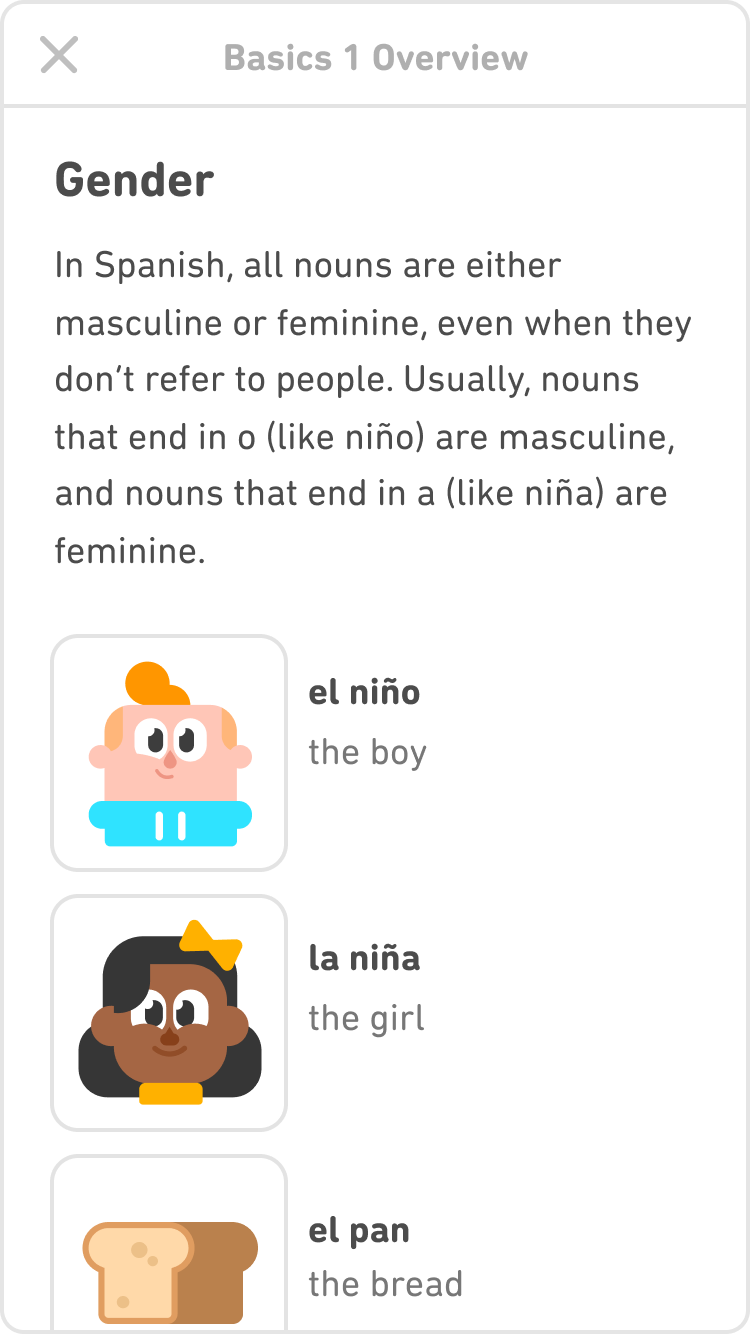 Basics 1 Overview
Gender
In Spanish, all nouns are either
masculine or feminine, even when they
don’t refer to people. Usually, nouns
that end in o (like niño) are masculine,
and nouns that end in a (like niña) are
feminine.
el niño
the boy
la niña
the girl
el pan
the bread